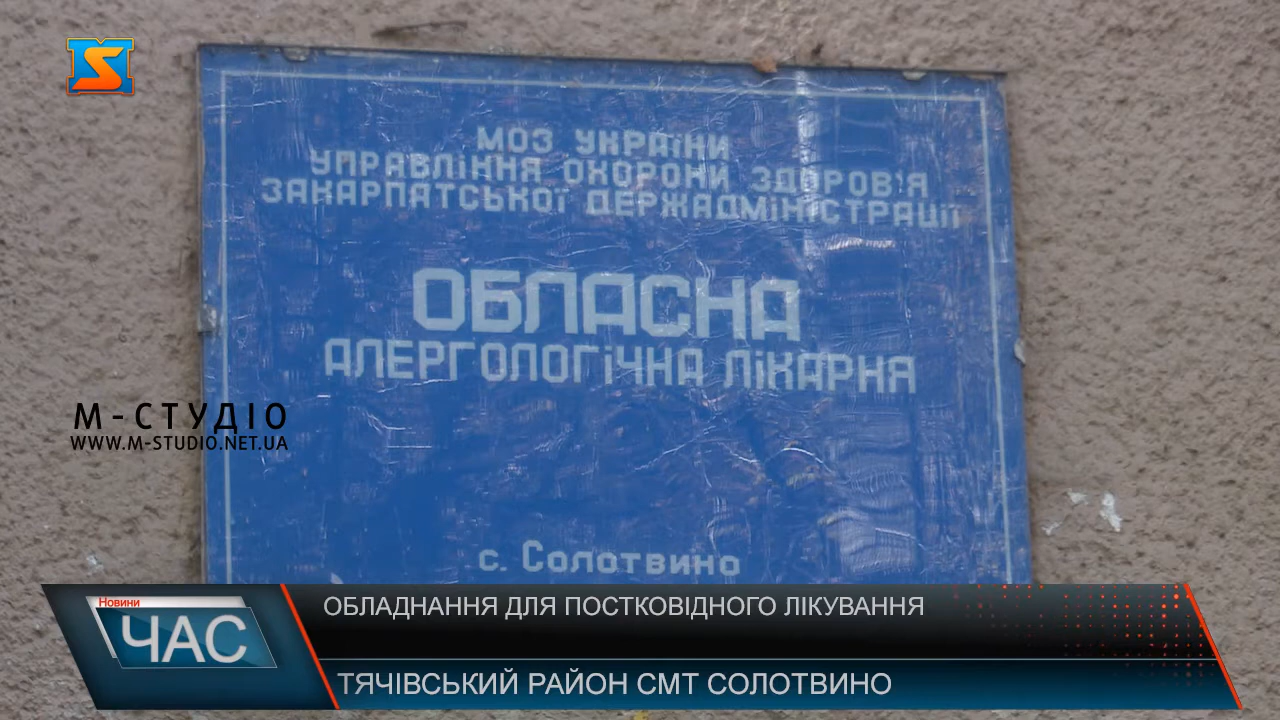 МОЗ УКРАЇНИ
УПРАВЛІННЯ ОХОРОНИ ЗДОРОВ'Я
ЗАКАРПАТСЬКОЇ ДЕРЖАДМІНІСТРАЦІЇ
ОБЛАСНА
АЛЕРГОЛОГІЧНА ЛІКАРНЯ
М-СТУДІО
WWW.M-STUDIO.NET.UA
с. Солотвино
Новини
ЧАС
ОБЛАДНАННЯ ДЛЯ ПОСТКОВІДНОГО ЛІКУВАННЯ
ТЯЧІВСЬКИЙ РАЙОН СМТ СОЛОТВИНО